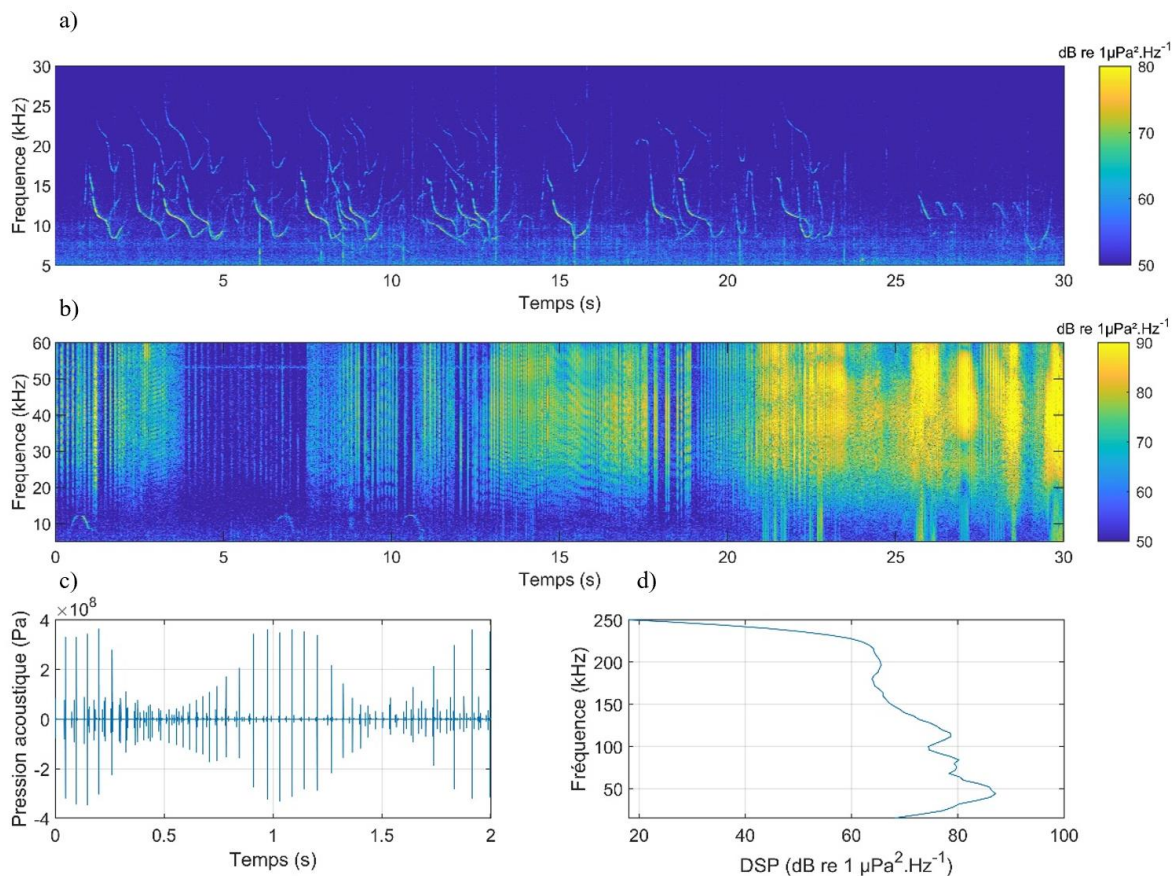 a)
dB re 1µPa².Hz⁻¹
30
25
20
15
10
5
Frequence (kHz)
5 10 15 20 25 30
Temps (s)
80
70
60
50
b)
dB re 1µPa².Hz⁻¹
60
50
40
30
20
10
Frequence (kHz)
0 5 10 15 20 25 30
Temps (s)
90
80
70
60
50
c)
×10⁸
4
2
0
-2
-4
Pression acoustique (Pa)
0 0.5 1 1.5 2
Temps (s)
d)
250
200
150
100
50
Fréquence (kHz)
20 40 60 80 100
DSP (dB re 1 µPa².Hz⁻¹)